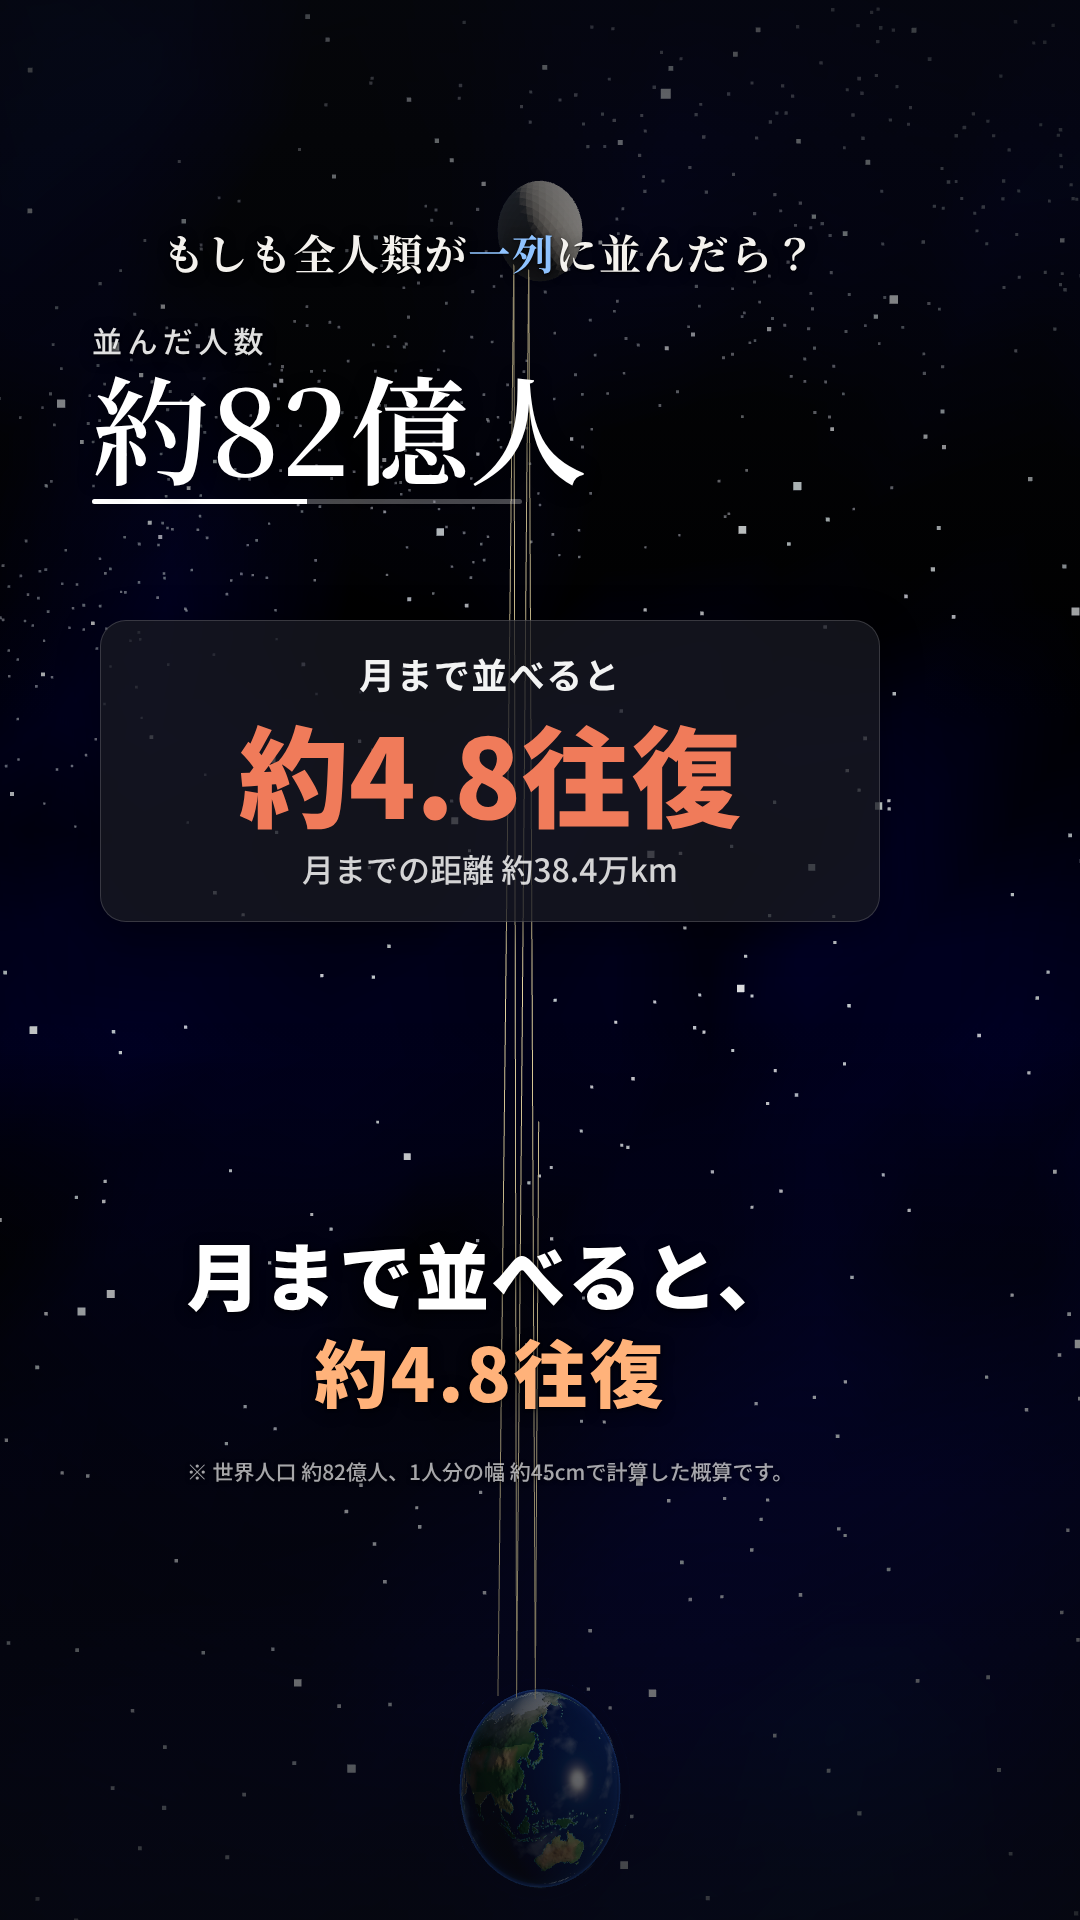 もしも全人類が一列に並んだら？
並んだ人数
約82億人
月まで並べると
約4.8往復
月までの距離 約38.4万km
月まで並べると、
約4.8往復
※ 世界人口 約82億人、1人分の幅 約45cmで計算した概算です。